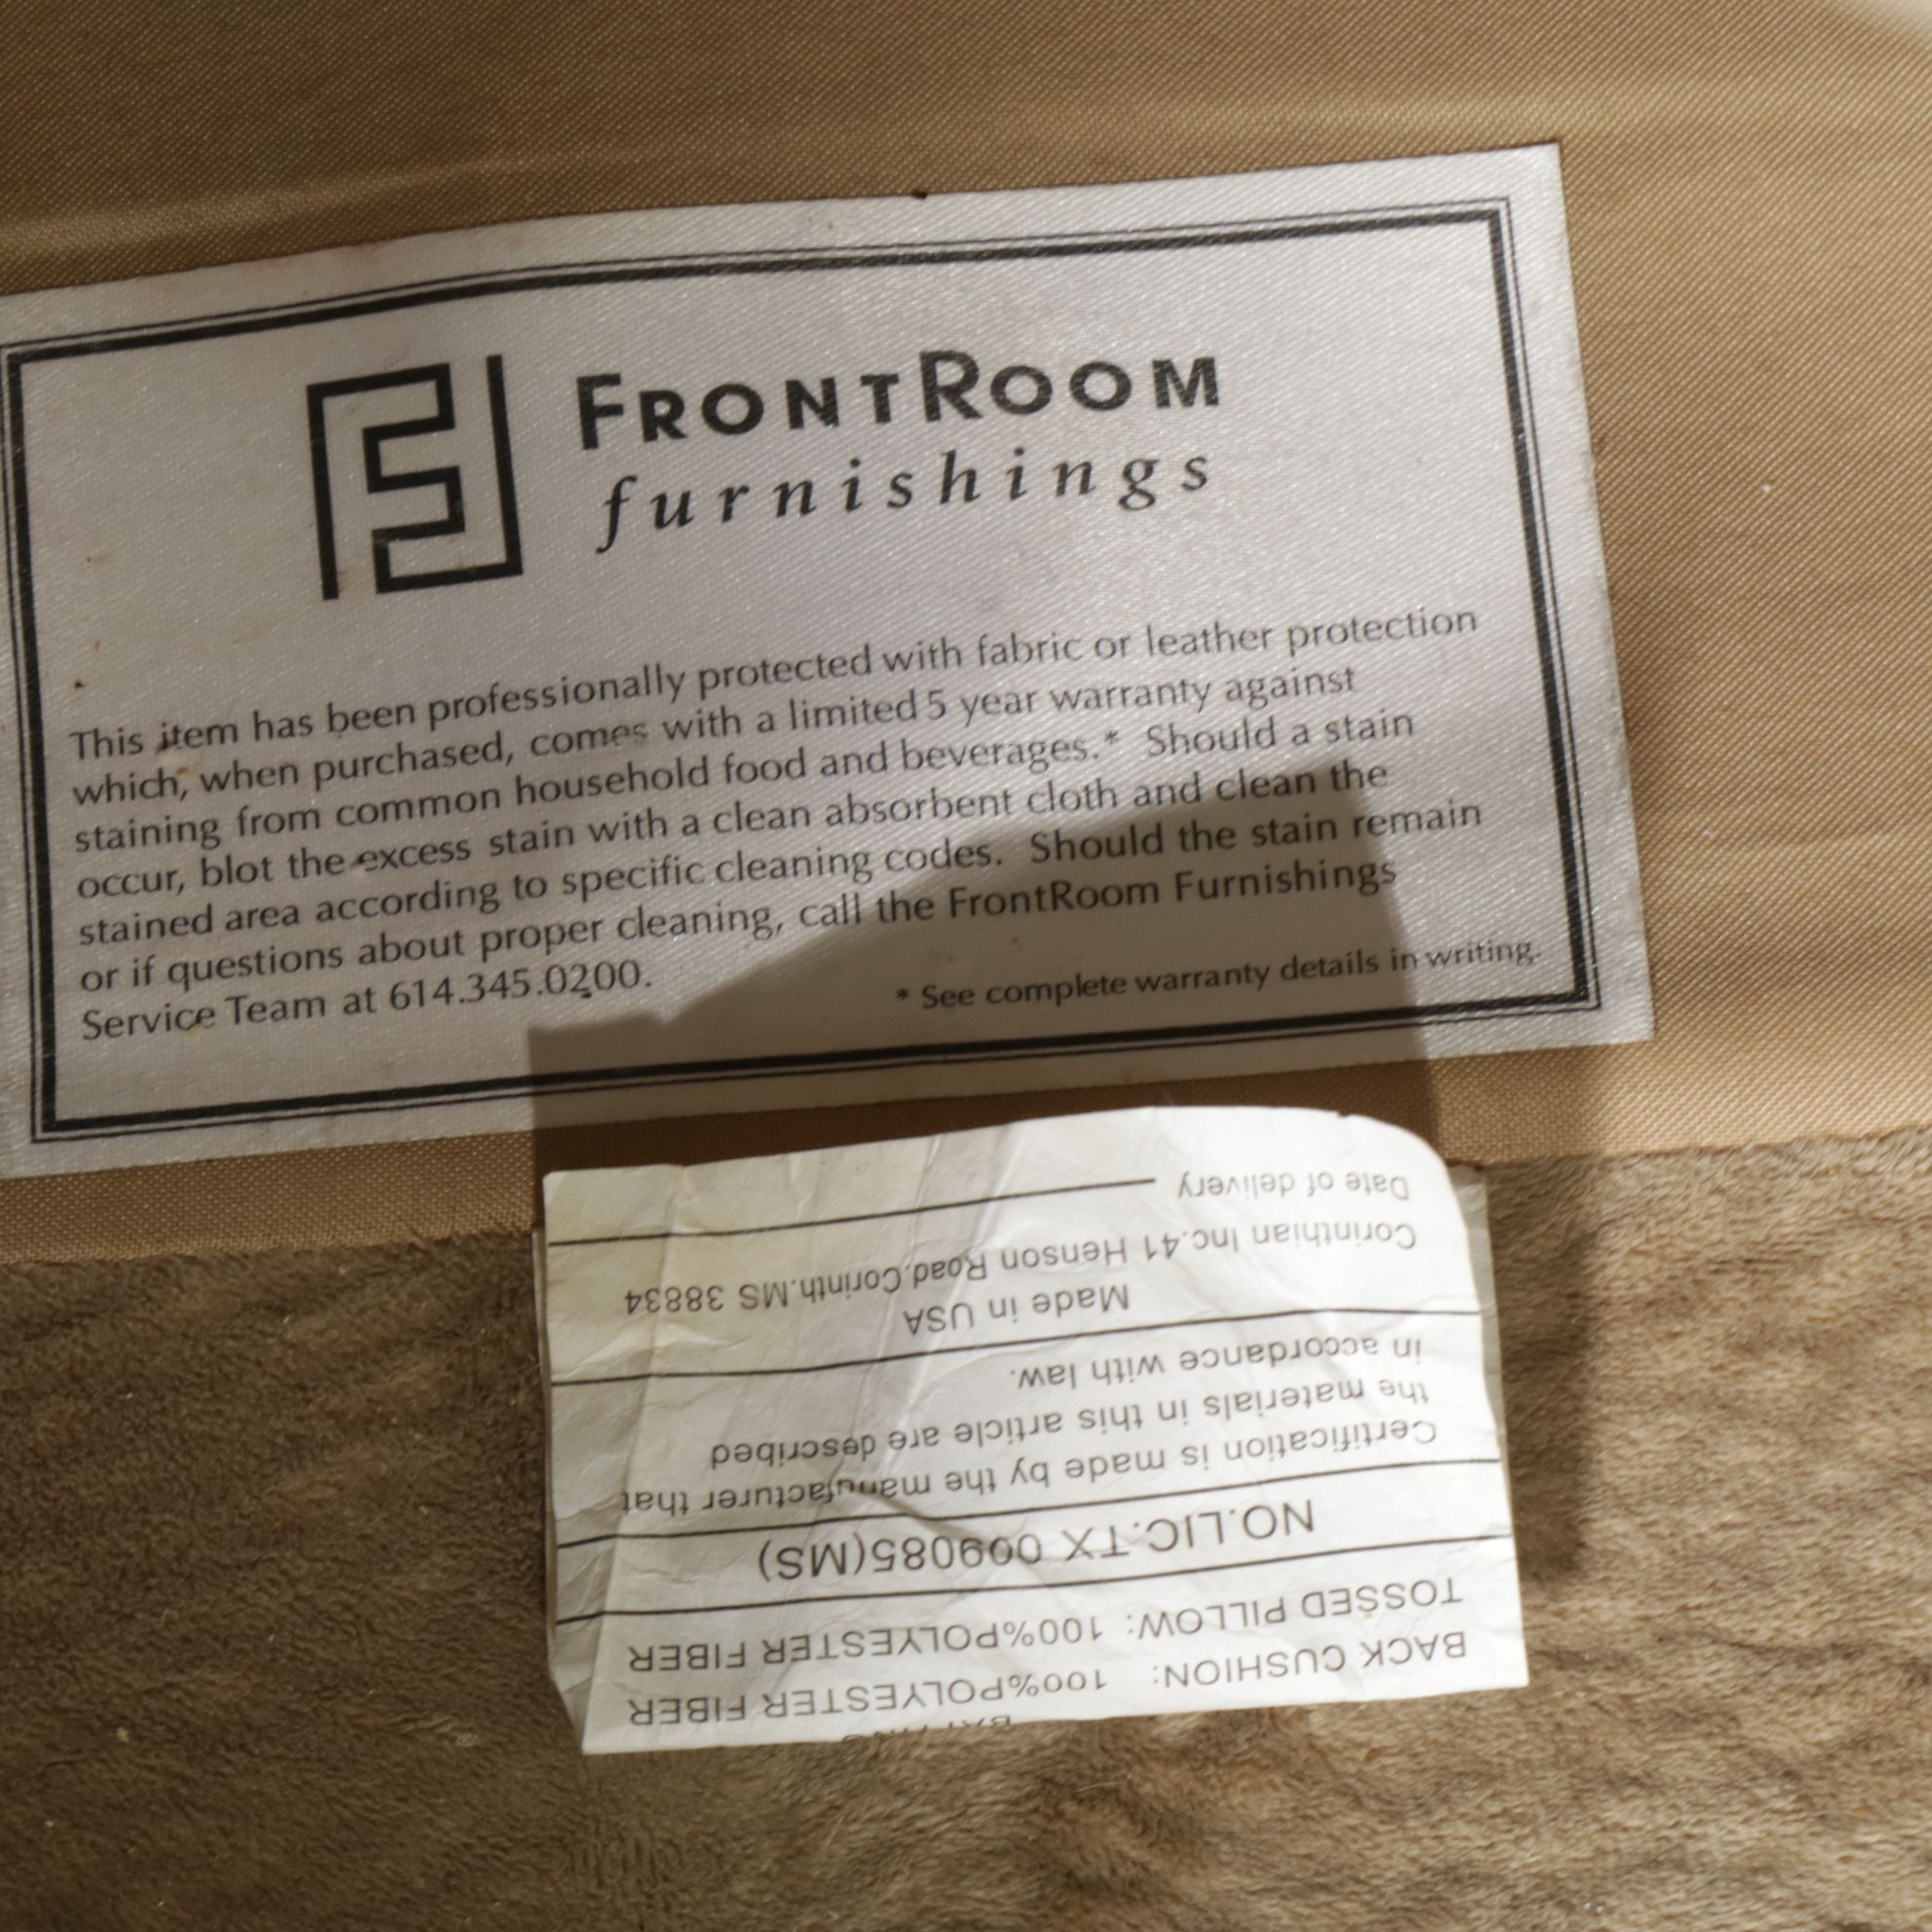 FRONTROOM
furnishings
This item has been professionally protected with fabric or leather protection
which, when purchased, comes with a limited 5 year warranty against
staining from common household food and beverages.* Should a stain
occur, blot the excess stain with a clean absorbent cloth and clean the
stained area according to specific cleaning codes. Should the stain remain
or if questions about proper cleaning, call the FrontRoom Furnishings
Service Team at 614.345.0200.
* See complete warranty details in writing.
BACK CUSHION: 100%POLYESTER FIBER
TOSSED PILLOW: 100%POLYESTER FIBER
NO.LIC.TX 009085(MS)
Certification is made by the manufacturer that
the materials in this article are described
in accordance with law.
Made in USA
Corinthian Inc.41 Henson Road.Corinth.MS 38834
Date of delivery